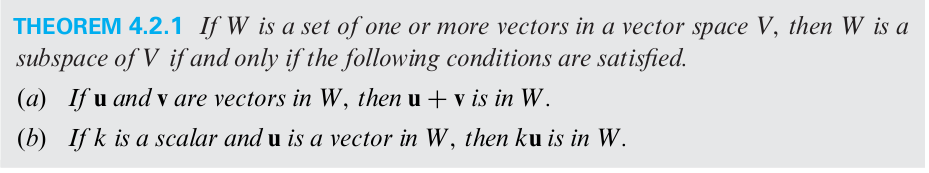 THEOREM 4.2.1 If W is a set of one or more vectors in a vector space V, then W is a
subspace of V if and only if the following conditions are satisfied.
(a) If u and v are vectors in W, then u + v is in W.
(b) If k is a scalar and u is a vector in W, then ku is in W.